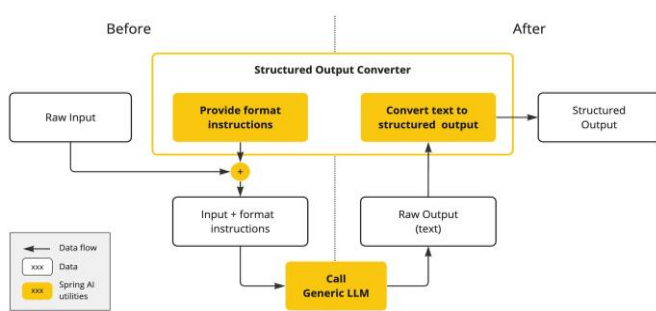 Before
After
Structured Output Converter
Raw Input
Provide format
instructions
Convert text to
structured output
Structured
Output
+
Input + format
instructions
Raw Output
(text)
Call
Generic LLM
Data flow
xxx
Data
xxx
Spring AI
utilities